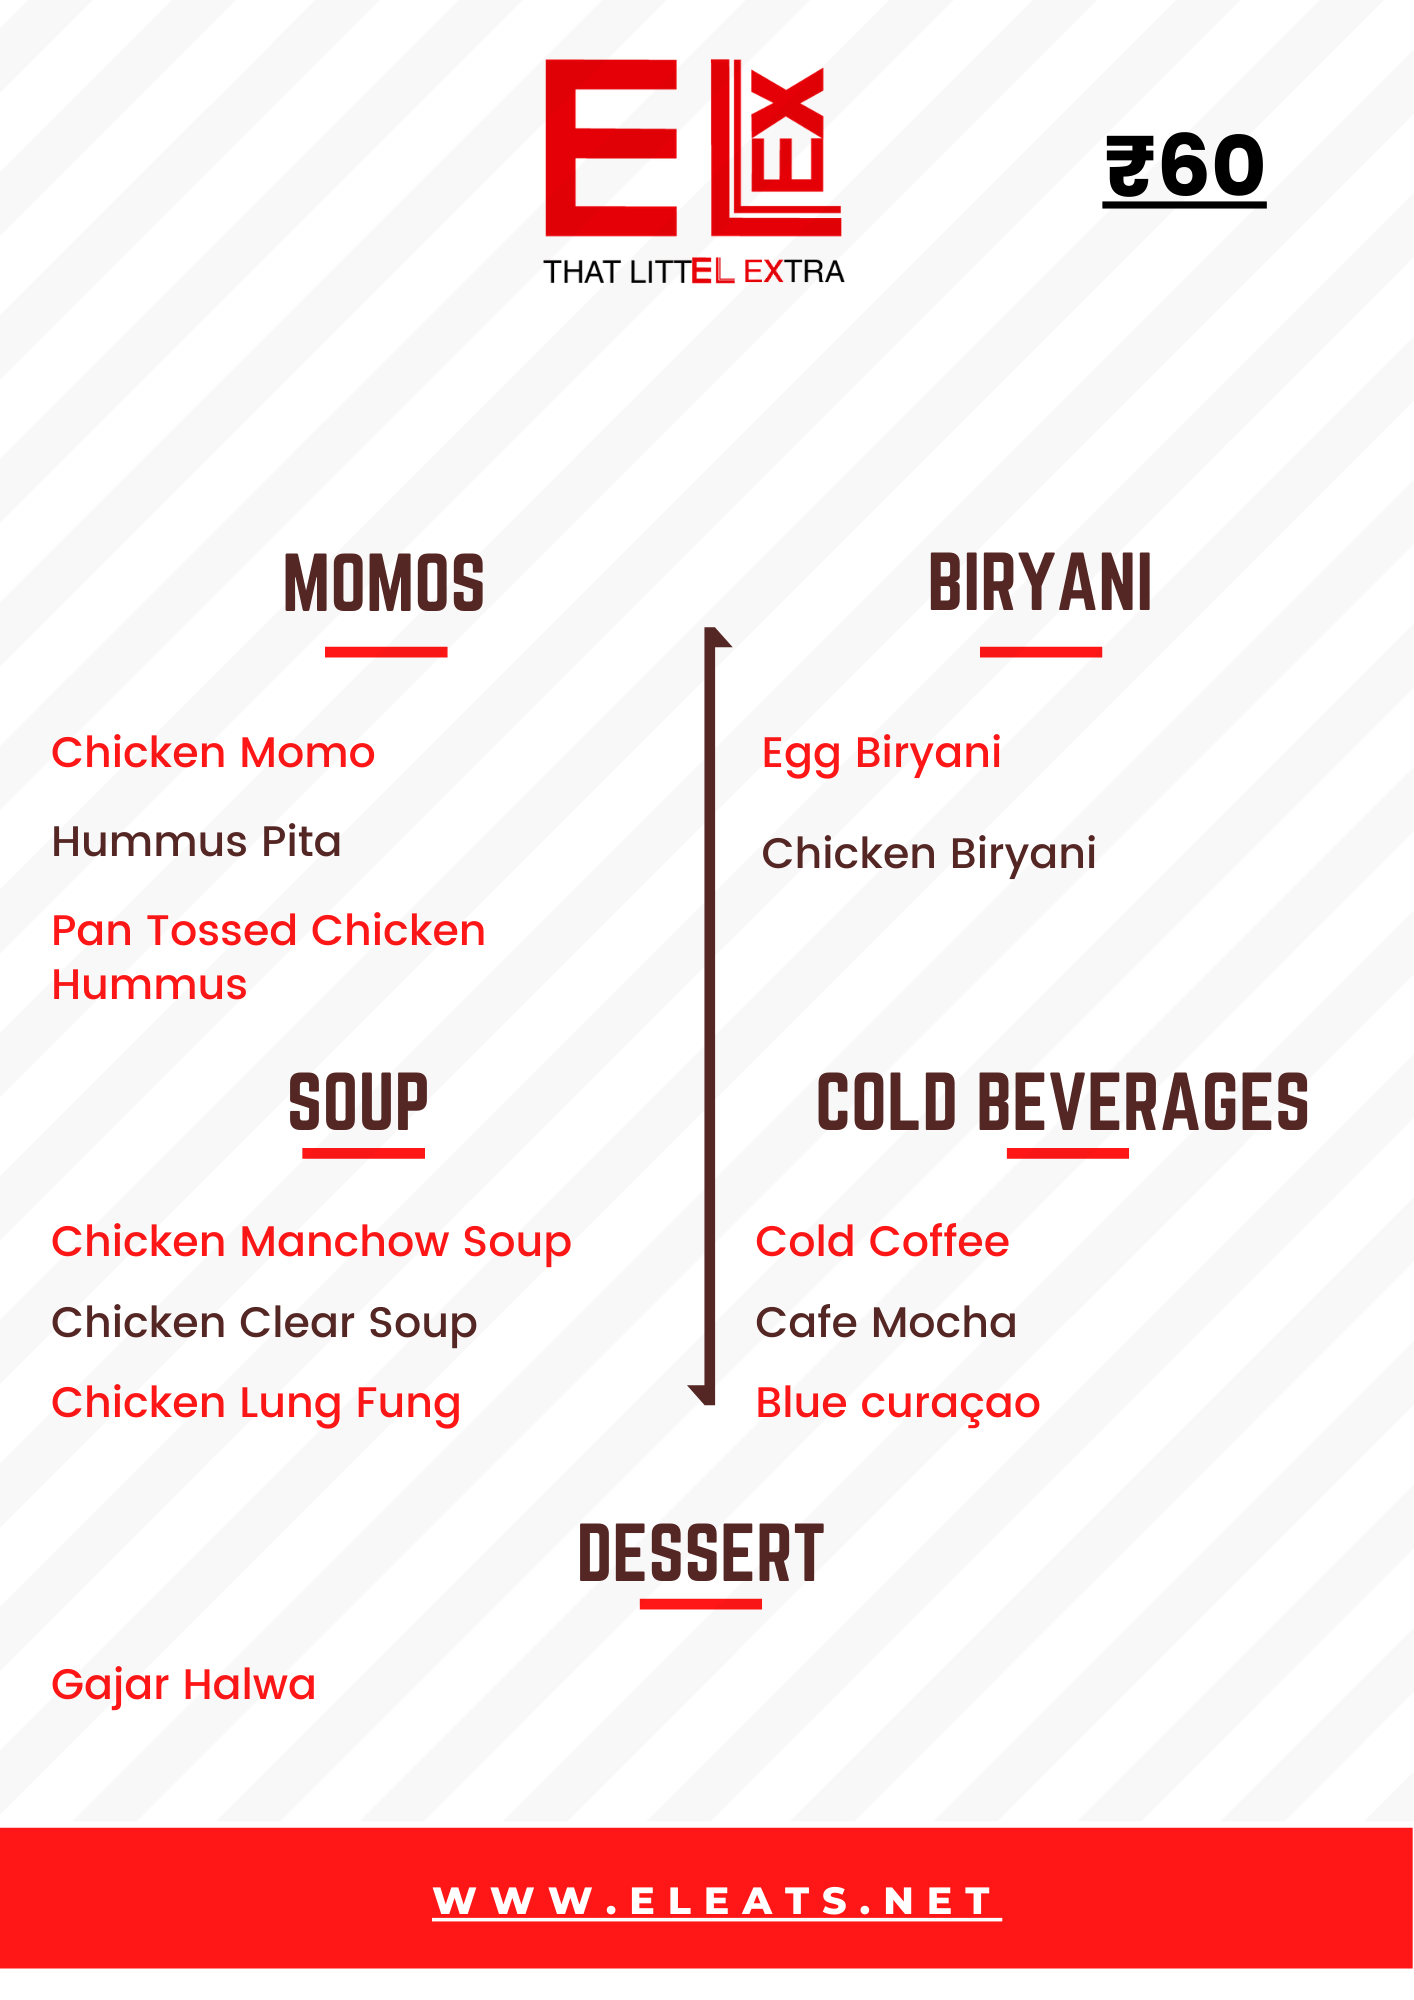 EL EX
₹60
THAT LITTEL EXTRA
MOMOS
Chicken Momo
Hummus Pita
Pan Tossed Chicken
Hummus
BIRYANI
Egg Biryani
Chicken Biryani
SOUP
Chicken Manchow Soup
Chicken Clear Soup
Chicken Lung Fung
COLD BEVERAGES
Cold Coffee
Cafe Mocha
Blue curaçao
DESSERT
Gajar Halwa
WWW.ELEATS.NET